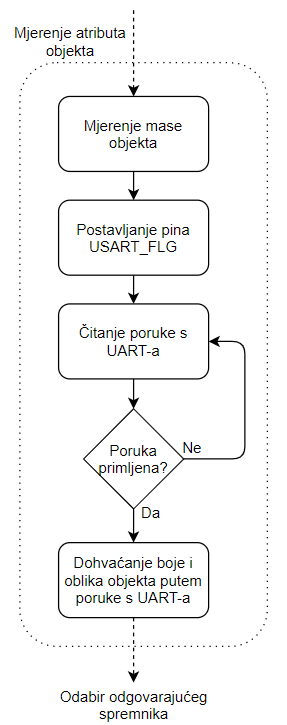 Mjerenje atributa
objekta
Mjerenje mase
objekta
Postavljanje pina
USART_FLG
Čitanje poruke s
UART-a
Poruka
primljena?
Ne
Da
Dohvaćanje boje i
oblika objekta putem
poruke s UART-a
Odabir odgovarajućeg
spremnika